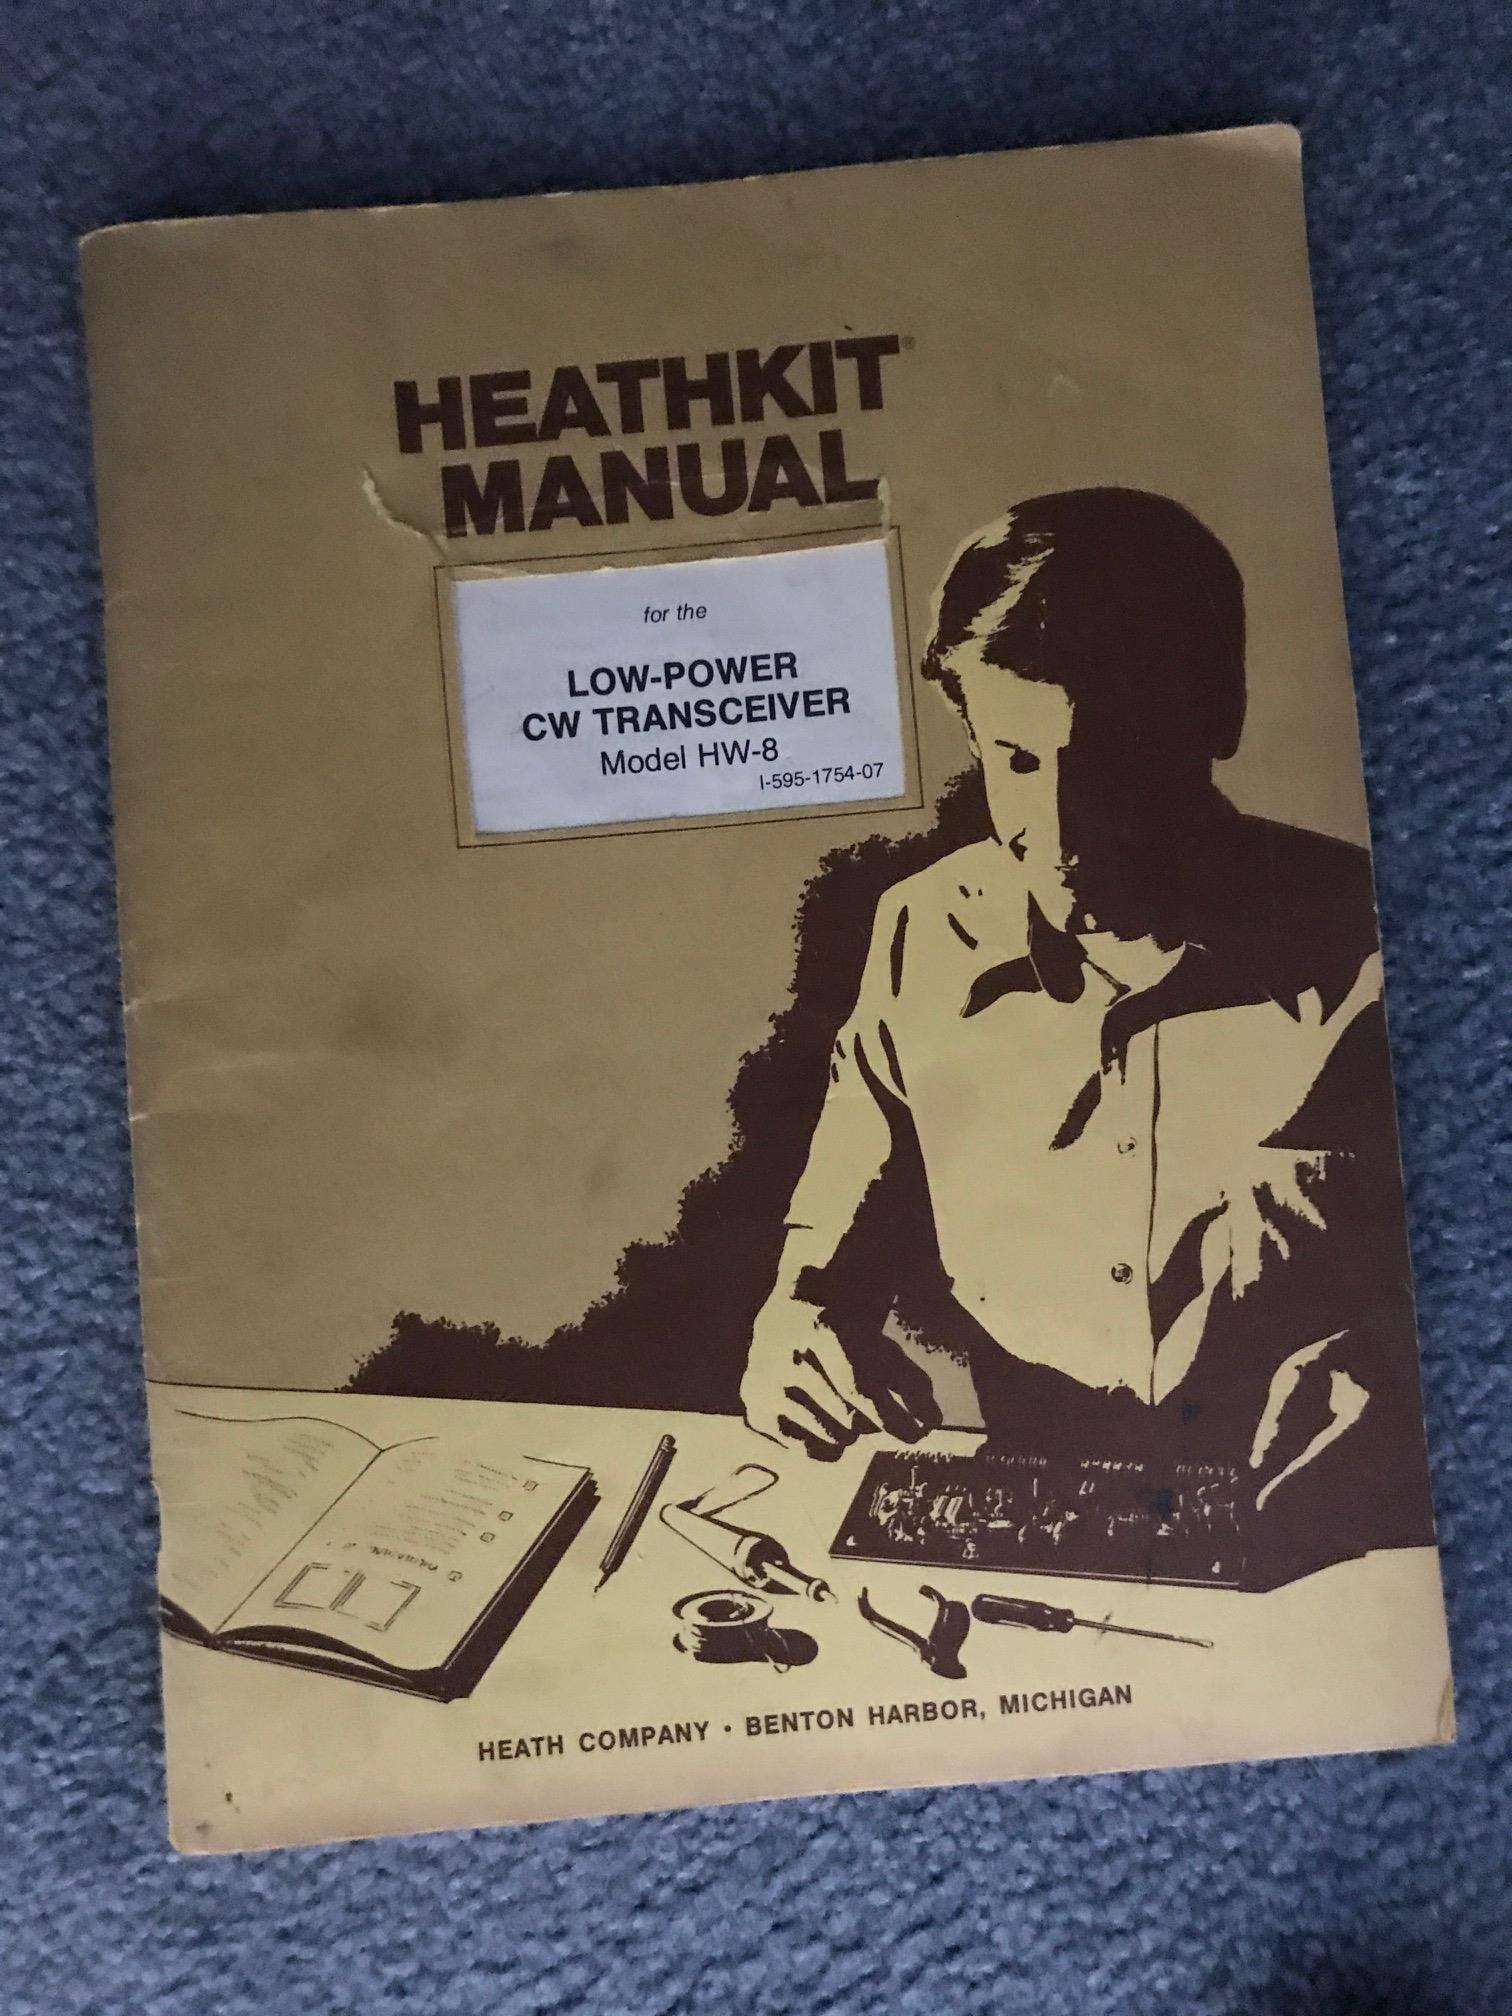 HEATHKIT®
MANUAL
for the
LOW-POWER
CW TRANSCEIVER
Model HW-8
I-595-1754-07
HEATH COMPANY • BENTON HARBOR, MICHIGAN